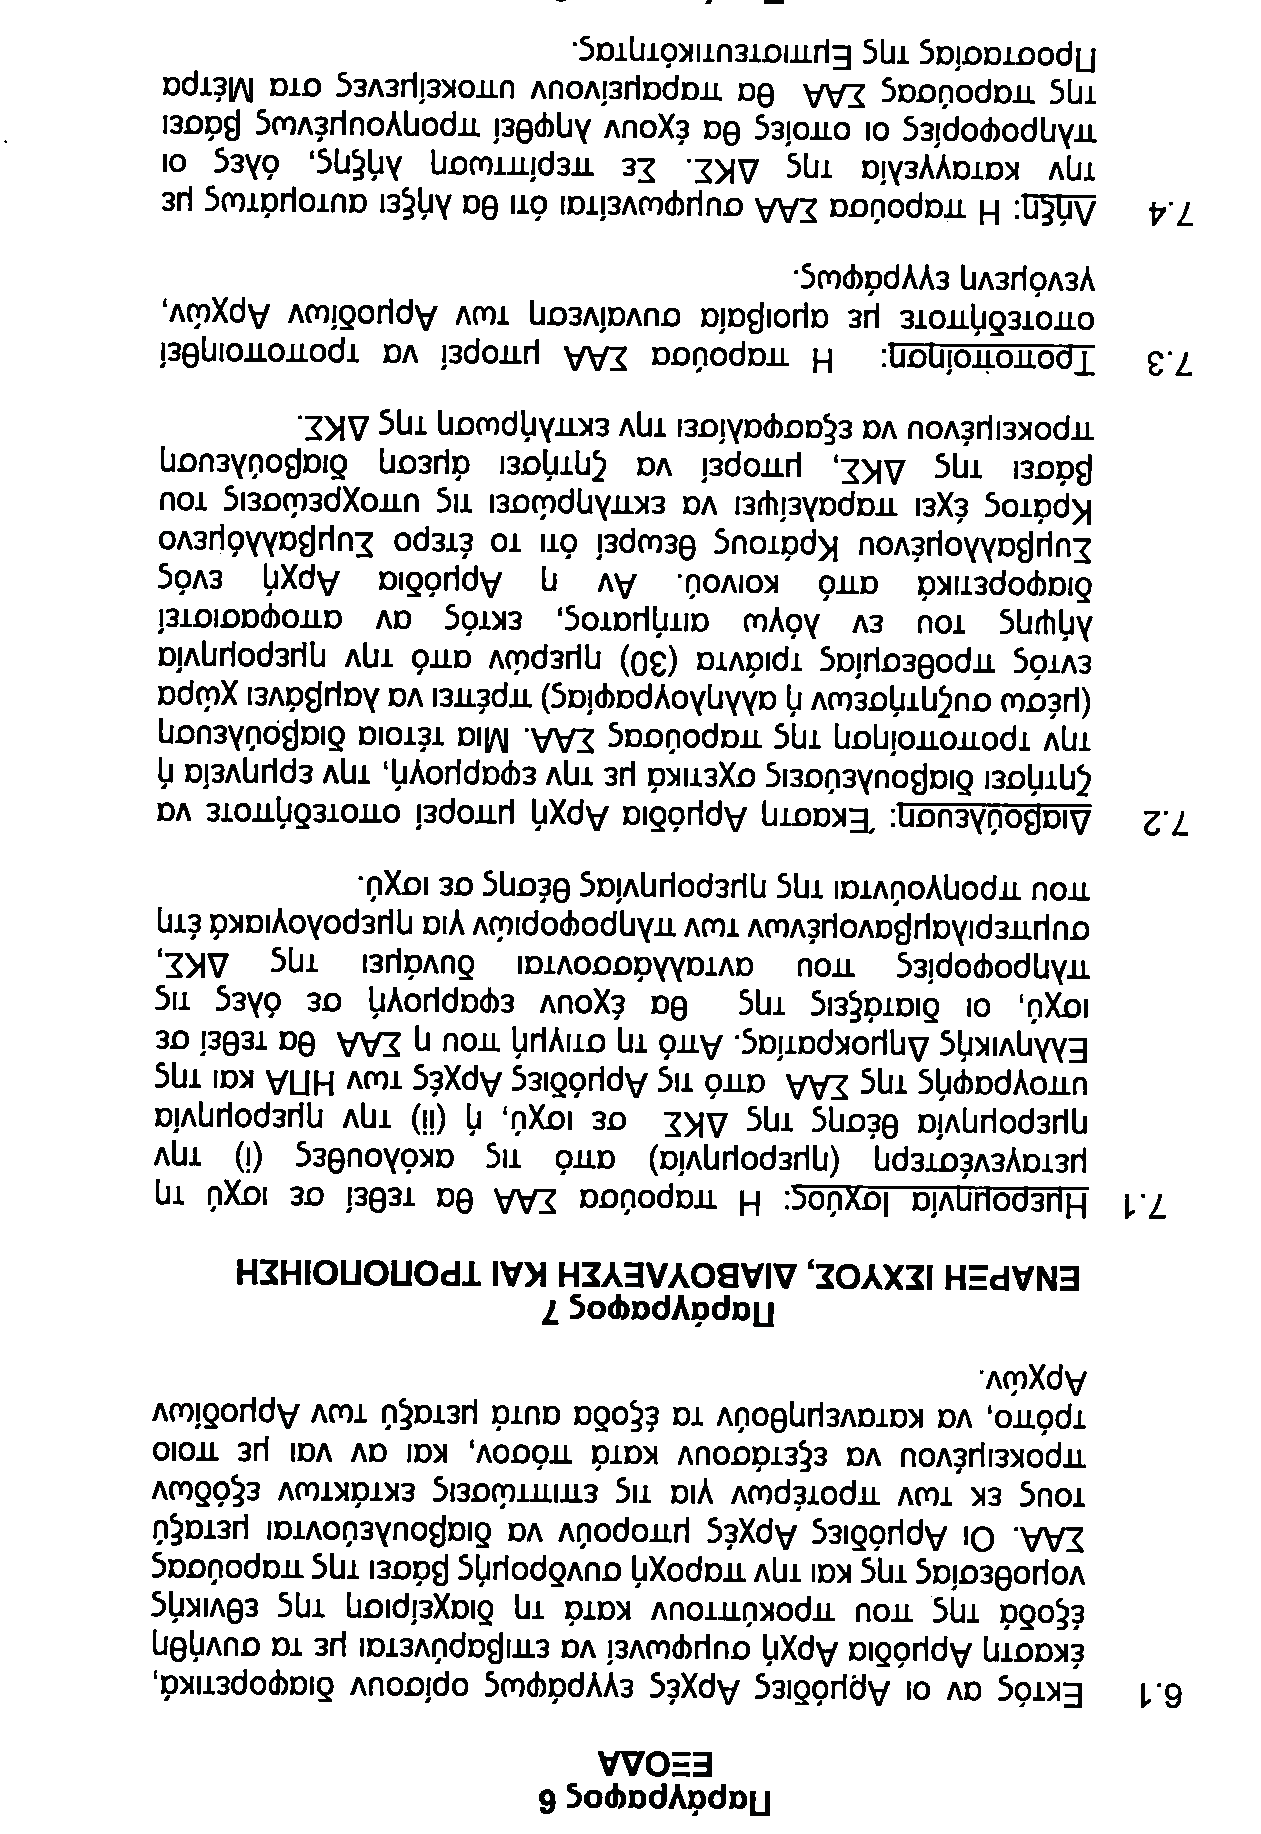 Παράγραφος 6
ΕΞΟΔΑ
6.1 Εκτός αν οι Αρμόδιες Αρχές εγγράφως ορίσουν διαφορετικά,
έκαστη Αρμόδια Αρχή συμφωνεί να επιβαρύνεται με τα συνήθη
έξοδά της που προκύπτουν κατά τη διαχείριση της εθνικής
νομοθεσίας της και την παροχή συνδρομής βάσει της παρούσας
ΣΑΑ. Οι Αρμόδιες Αρχές μπορούν να διαβουλεύονται μεταξύ
τους εκ των προτέρων για τις επιπτώσεις εκτάκτων εξόδων
προκειμένου να εξετάσουν κατά πόσον, και αν ναι με ποιο
τρόπο, να κατανεμηθούν τα έξοδα αυτά μεταξύ των Αρμοδίων
Αρχών.
Παράγραφος 7
ΕΝΑΡΞΗ ΙΣΧΥΟΣ, ΔΙΑΒΟΥΛΕΥΣΗ ΚΑΙ ΤΡΟΠΟΠΟΙΗΣΗ
7.1 Ημερομηνία Ισχύος: Η παρούσα ΣΑΑ θα τεθεί σε ισχύ τη
μεταγενέστερη (ημερομηνία) από τις ακόλουθες (i) την
ημερομηνία θέσης της ΔΚΣ σε ισχύ, ή (ii) την ημερομηνία
υπογραφής της ΣΑΑ από τις Αρμόδιες Αρχές των ΗΠΑ και της
Ελληνικής Δημοκρατίας. Από τη στιγμή που η ΣΑΑ θα τεθεί σε
ισχύ, οι διατάξεις της θα έχουν εφαρμογή σε όλες τις
πληροφορίες που ανταλλάσσονται δυνάμει της ΔΚΣ,
συμπεριλαμβανομένων των πληροφοριών για ημερολογιακά έτη
που προηγούνται της ημερομηνίας θέσης σε ισχύ.
7.2 Διαβούλευση: Έκαστη Αρμόδια Αρχή μπορεί οποτεδήποτε να
ζητήσει διαβουλεύσεις σχετικά με την εφαρμογή, την ερμηνεία ή
την τροποποίηση της παρούσας ΣΑΑ. Μια τέτοια διαβούλευση
(μέσω συζητήσεων ή αλληλογραφίας) πρέπει να λαμβάνει χώρα
εντός προθεσμίας τριάντα (30) ημερών από την ημερομηνία
λήψης του εν λόγω αιτήματος, εκτός αν αποφασιστεί
διαφορετικά από κοινού. Αν η Αρμόδια Αρχή ενός
Συμβαλλομένου Κράτους θεωρεί ότι το έτερο Συμβαλλόμενο
Κράτος έχει παραλείψει να εκπληρώσει τις υποχρεώσεις του
βάσει της ΔΚΣ, μπορεί να ζητήσει άμεση διαβούλευση
προκειμένου να εξασφαλίσει την εκπλήρωση της ΔΚΣ.
7.3 Τροποποίηση: Η παρούσα ΣΑΑ μπορεί να τροποποιηθεί
οποτεδήποτε με αμοιβαία συναίνεση των Αρμοδίων Αρχών,
γενόμενη εγγράφως.
7.4 Λήξη: Η παρούσα ΣΑΑ συμφωνείται ότι θα λήξει αυτομάτως με
την καταγγελία της ΔΚΣ. Σε περίπτωση λήξης, όλες οι
πληροφορίες οι οποίες θα έχουν ληφθεί προηγουμένως βάσει
της παρούσας ΣΑΑ θα παραμείνουν υποκείμενες στα Μέτρα
Προστασίας της Εμπιστευτικότητας.